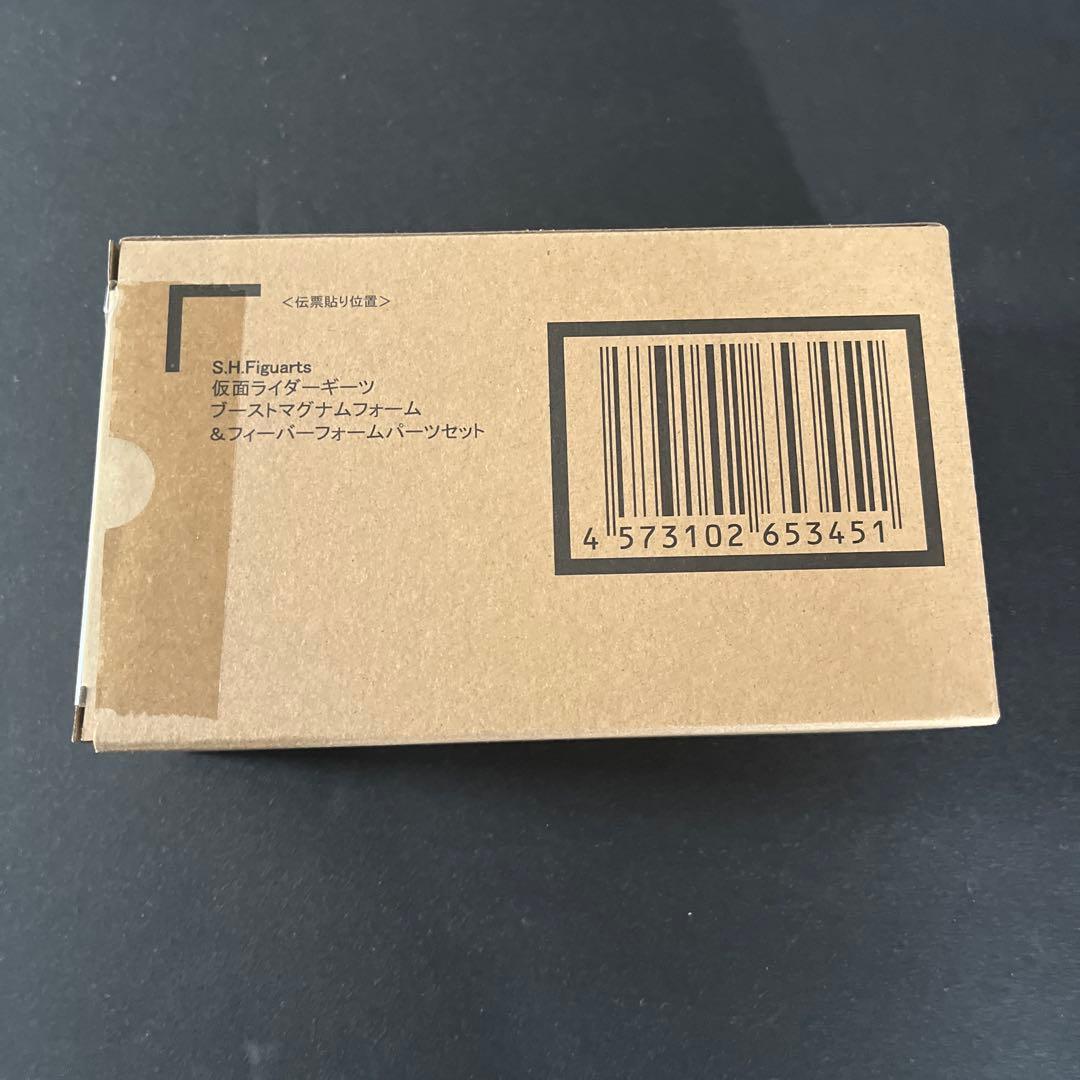 ＜伝票貼り位置＞
S.H.Figuarts
仮面ライダーギーツ
ブーストマグナムフォーム
&フィーバーフォームパーツセット
4 573102 653451